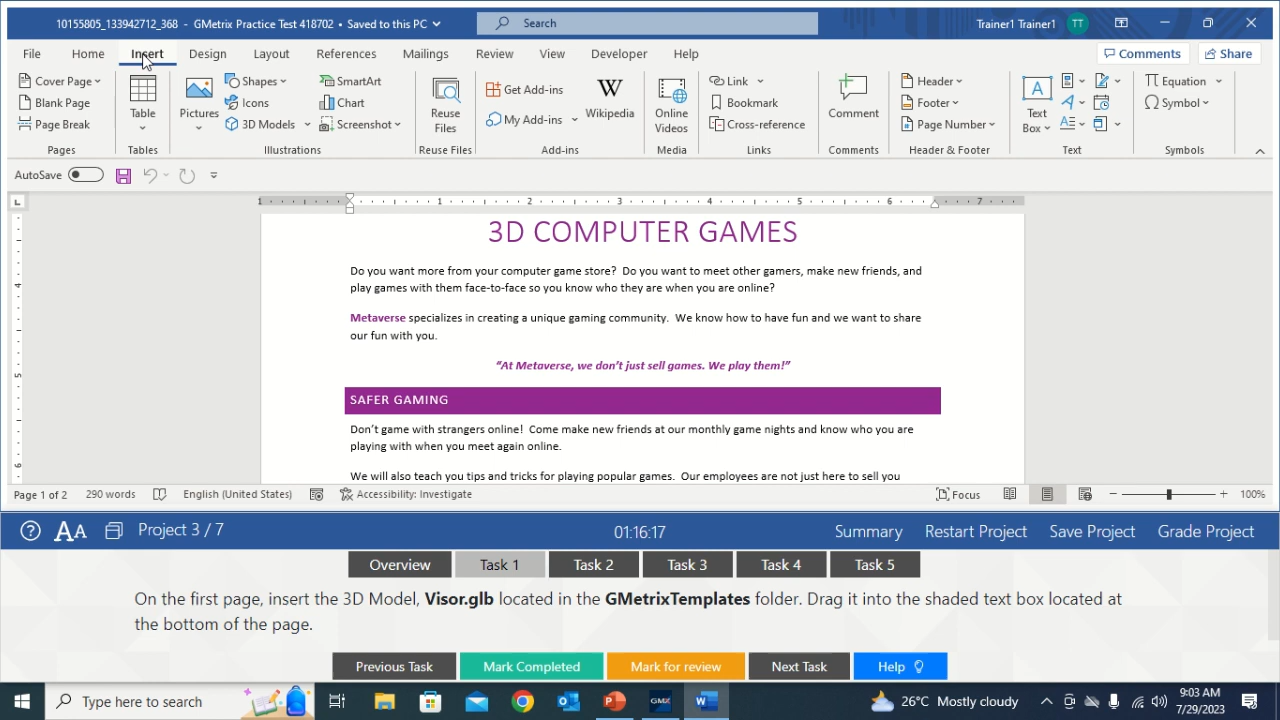 10155805_133942712_368 - GMetrix Practice Test 418702 • Saved to this PC
Search
Trainer1 Trainer1
TT
File Home Insert Design Layout References Mailings Review View Developer Help
Comments Share
Cover Page
Blank Page
Page Break
Pages
Table
Tables
Pictures
Shapes
Icons
3D Models
SmartArt
Chart
Screenshot
Illustrations
Reuse
Files
Reuse Files
Get Add-ins
My Add-ins
W
Wikipedia
Add-ins
Online
Videos
Media
Link
Bookmark
Cross-reference
Links
Comment
Comments
Header
Footer
Page Number
Header & Footer
A
Text
Box
Text
Equation
Symbol
Symbols
AutoSave
1 1 2 3 4 5 6 7
4
5
6
3D COMPUTER GAMES
Do you want more from your computer game store? Do you want to meet other gamers, make new friends, and
play games with them face-to-face so you know who they are when you are online?
Metaverse specializes in creating a unique gaming community. We know how to have fun and we want to share
our fun with you.
“At Metaverse, we don’t just sell games. We play them!”
SAFER GAMING
Don’t game with strangers online! Come make new friends at our monthly game nights and know who you are
playing with when you meet again online.
We will also teach you tips and tricks for playing popular games. Our employees are not just here to sell you
Page 1 of 2 290 words English (United States) Accessibility: Investigate Focus 100%
AA Project 3 / 7 01:16:17 Summary Restart Project Save Project Grade Project
Overview Task 1 Task 2 Task 3 Task 4 Task 5
On the first page, insert the 3D Model, Visor.glb located in the GMetrixTemplates folder. Drag it into the shaded text box located at
the bottom of the page.
Previous Task Mark Completed Mark for review Next Task Help
Type here to search
GMX
26°C Mostly cloudy
9:03 AM
7/29/2023